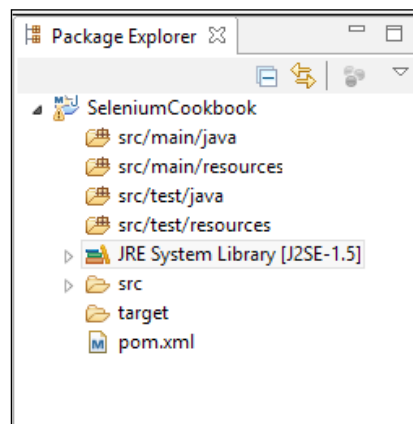 Package Explorer
SeleniumCookbook
src/main/java
src/main/resources
src/test/java
src/test/resources
JRE System Library [J2SE-1.5]
src
target
pom.xml